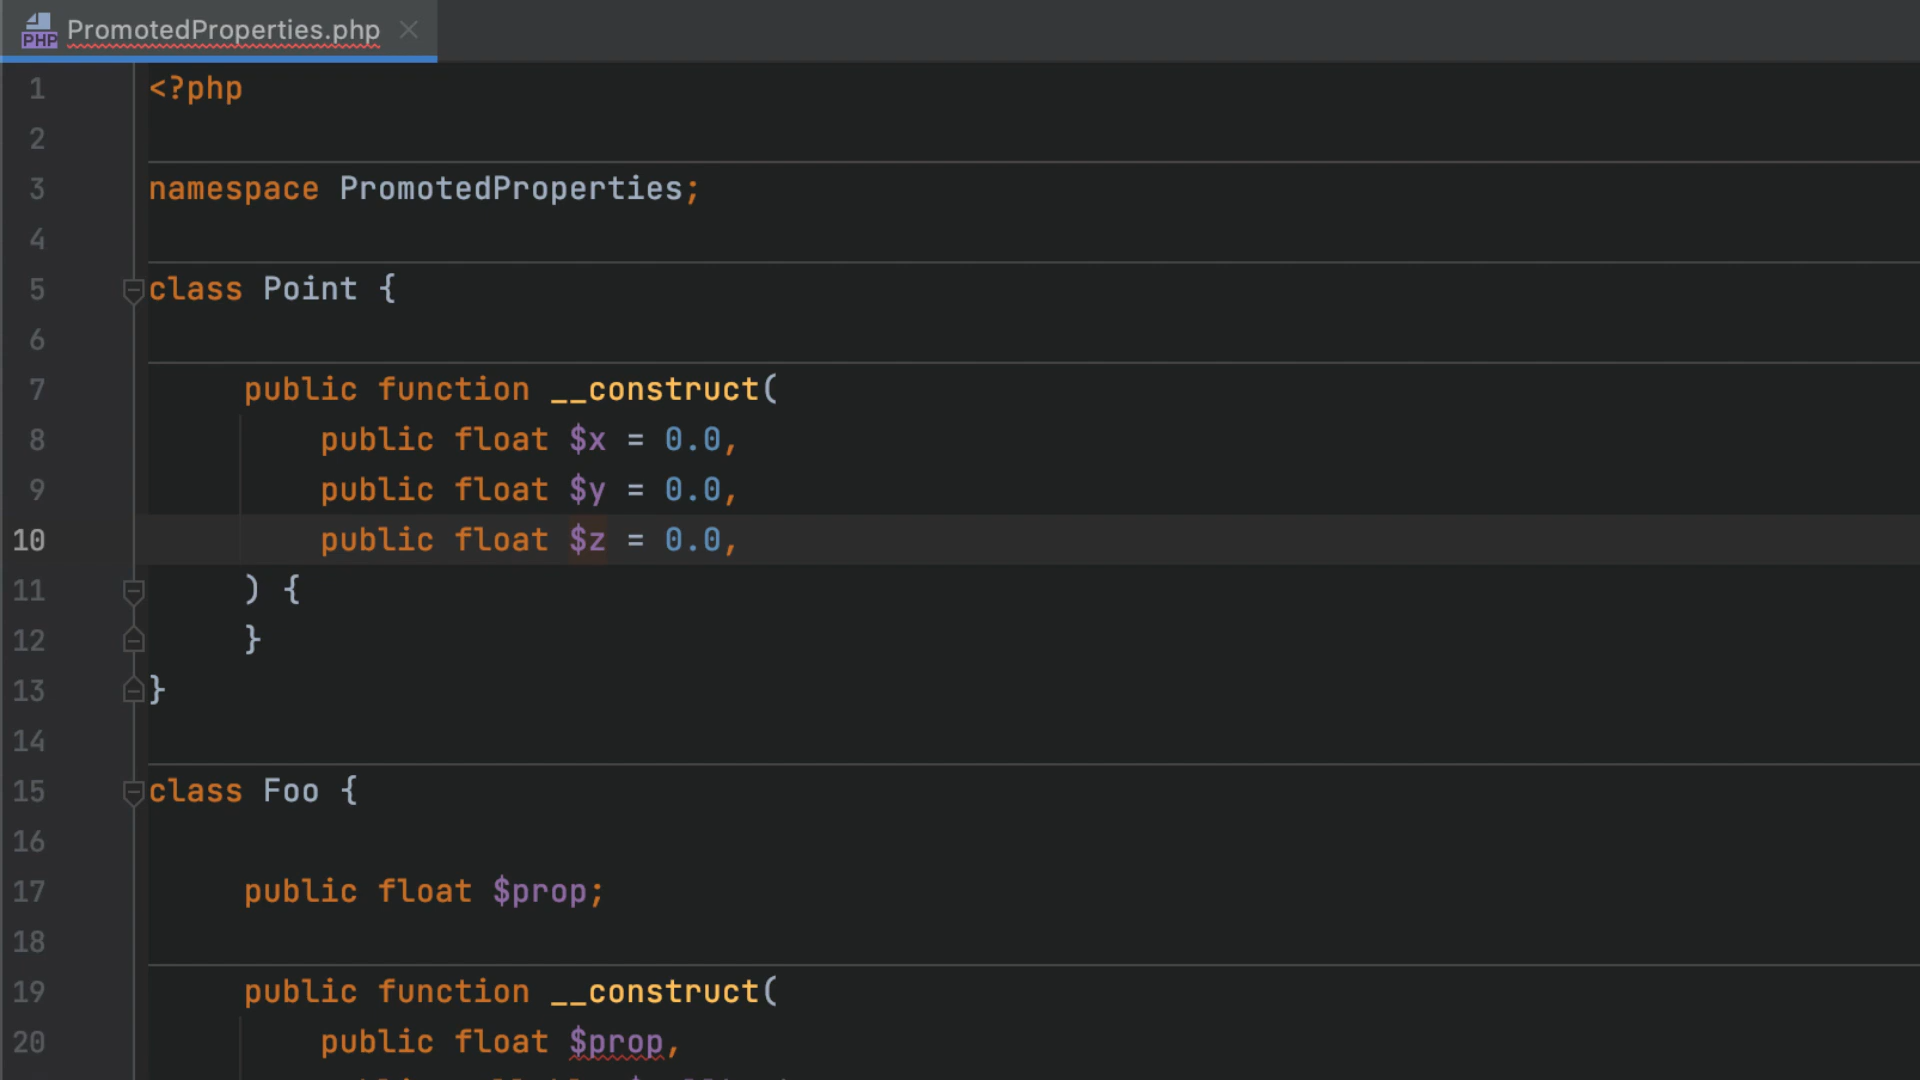 PHP PromotedProperties.php
1 <?php
2
3 namespace PromotedProperties;
4
5 class Point {
6
7 public function __construct(
8 public float $x = 0.0,
9 public float $y = 0.0,
10 public float $z = 0.0,
11 ) {
12 }
13 }
14
15 class Foo {
16
17 public float $prop;
18
19 public function __construct(
20 public float $prop,